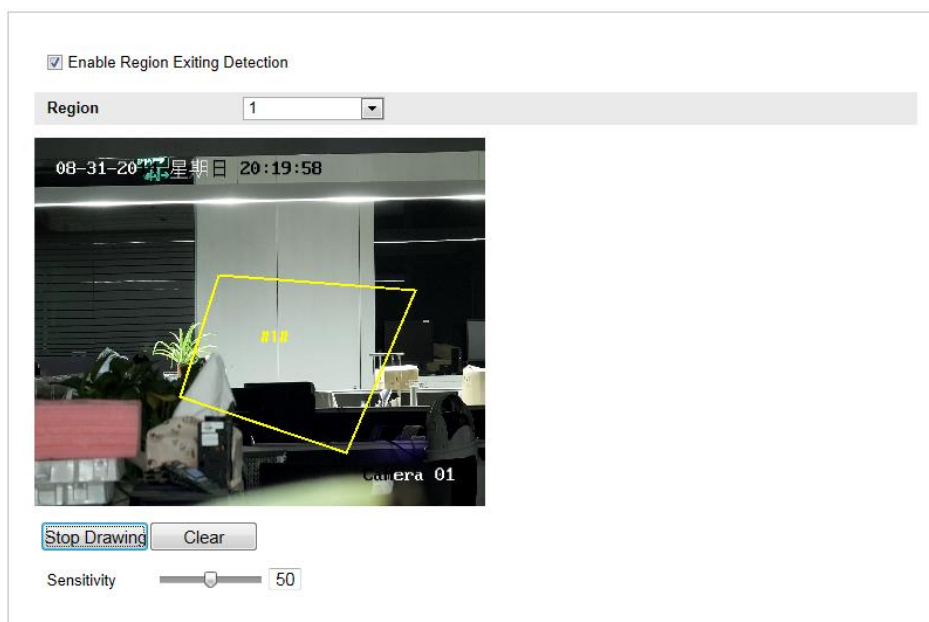 Enable Region Exiting Detection
Region 1
08-31-20 星期日 20:19:58
#1#
Camera 01
Stop Drawing Clear
Sensitivity 50